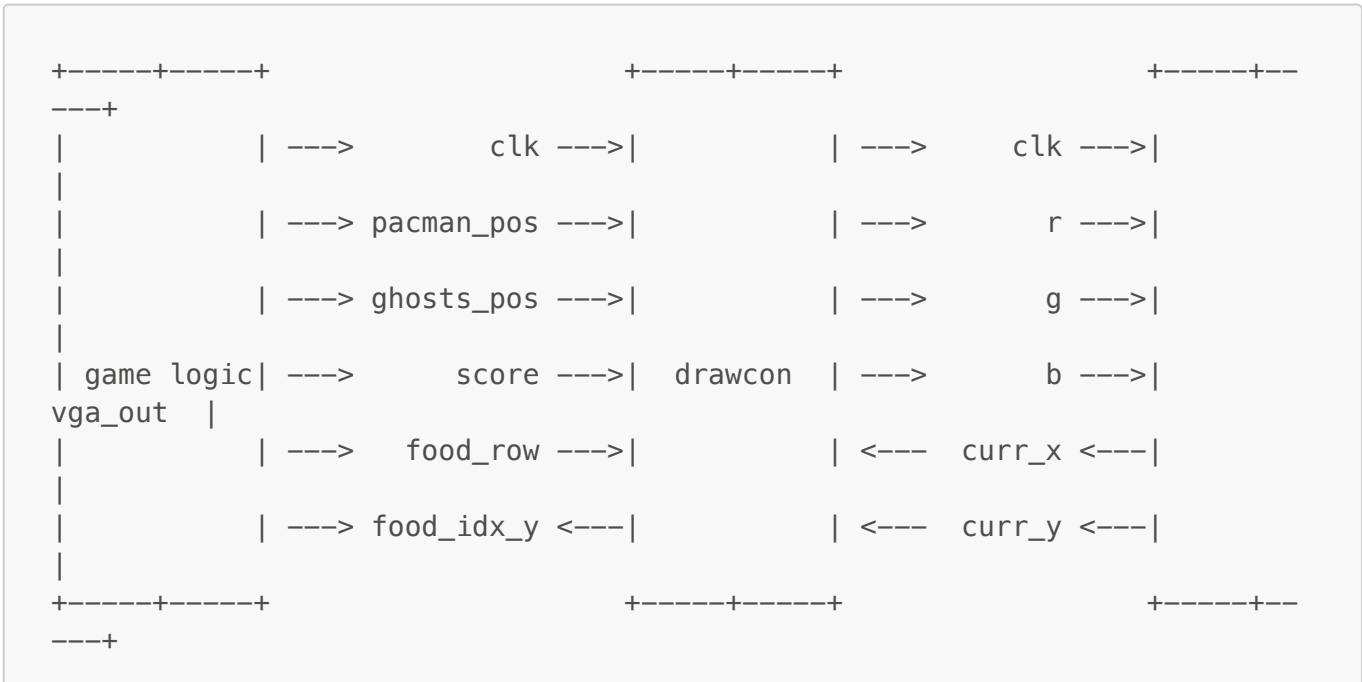 +-----+-----+                     +-----+-----+                  +-----+--
---+
|           | --->        clk --->|           | --->     clk --->|
|
|           | ---> pacman_pos --->|           | --->       r --->|
|
|           | ---> ghosts_pos --->|           | --->       g --->|
|
| game logic| --->      score --->|  drawcon  | --->       b --->|
vga_out  |
|           | --->   food_row --->|           | <---  curr_x <---|
|
|           | ---> food_idx_y <---|           | <---  curr_y <---|
|
+-----+-----+                     +-----+-----+                  +-----+--
---+